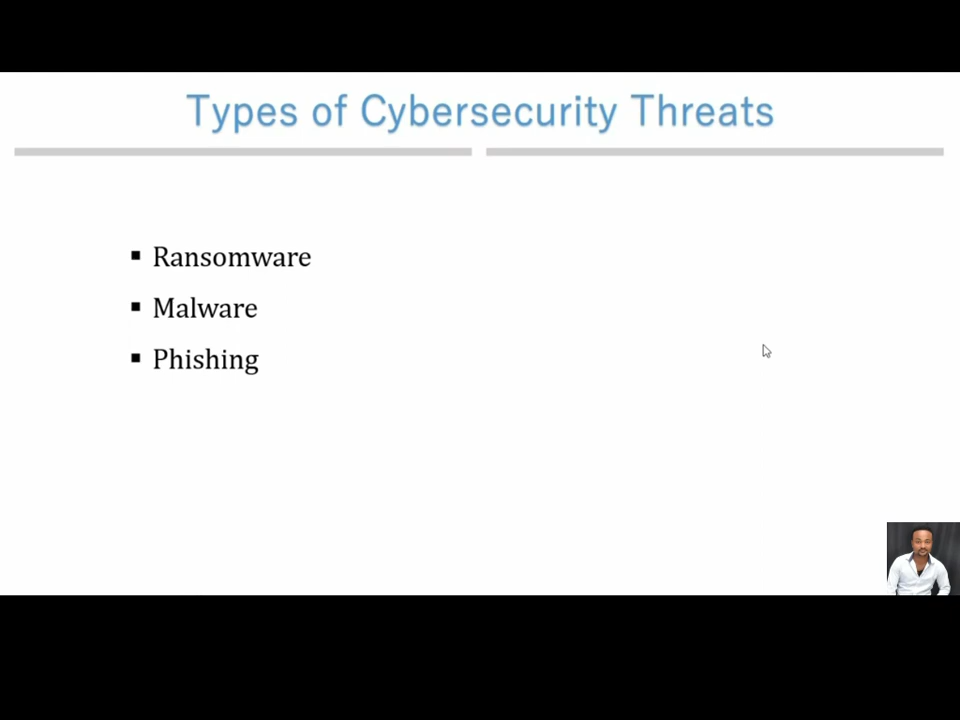 Types of Cybersecurity Threats
▪ Ransomware
▪ Malware
▪ Phishing